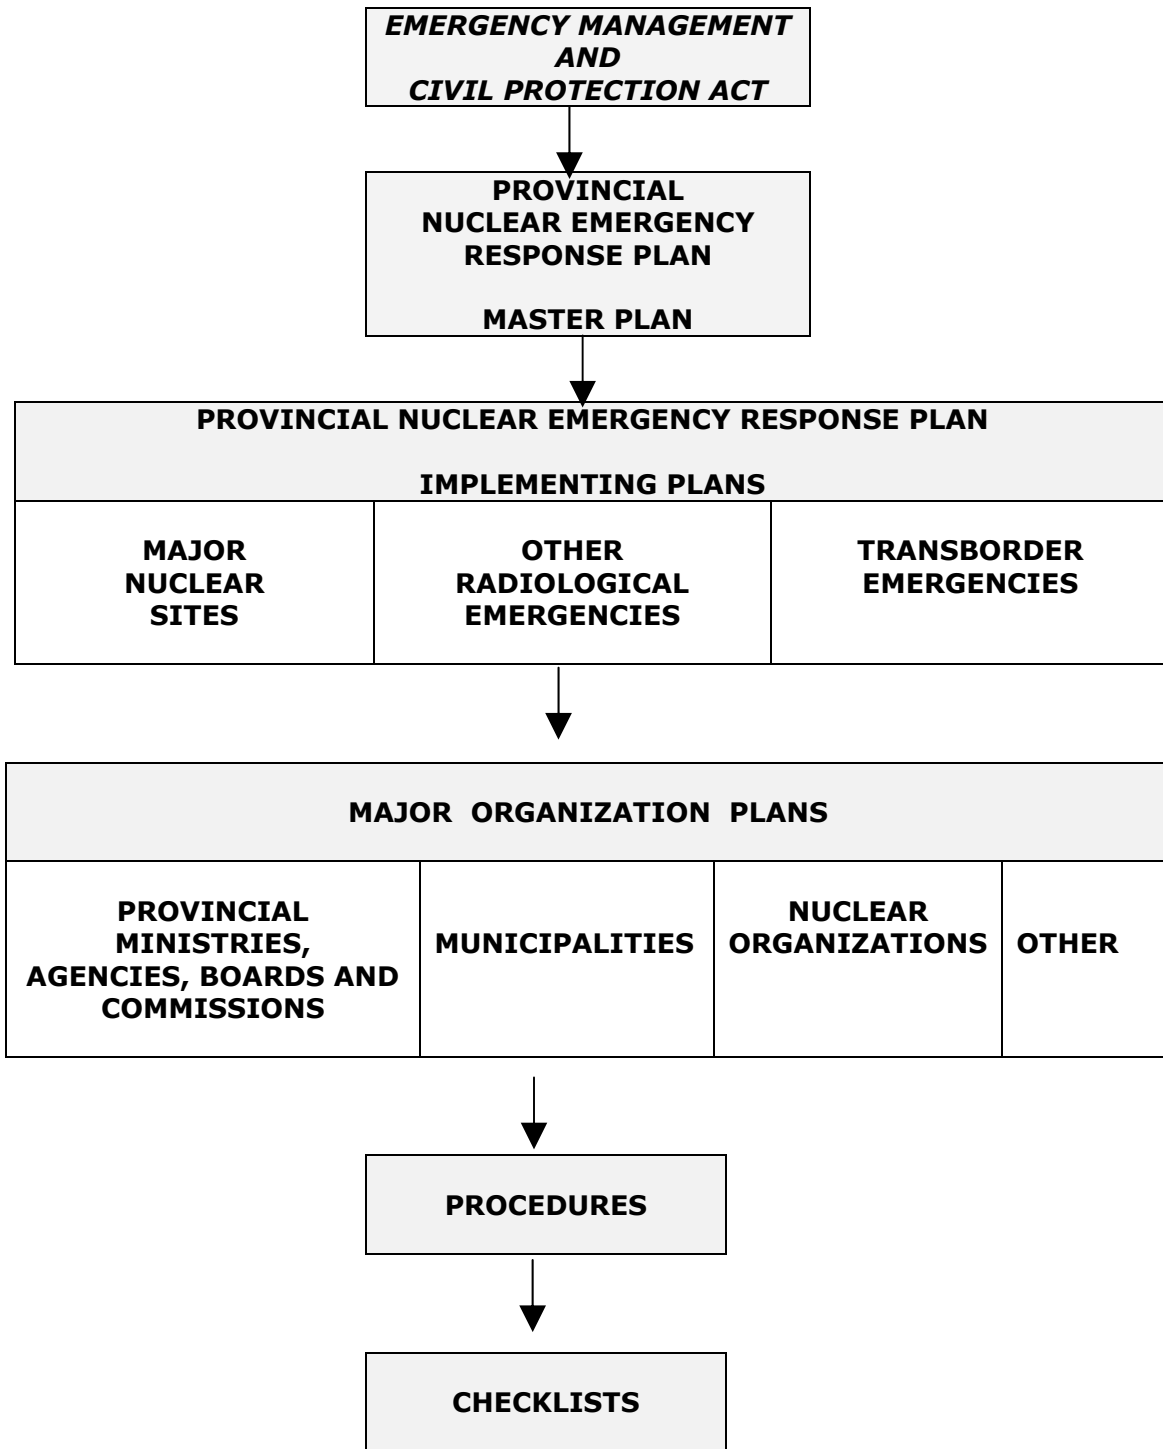 EMERGENCY MANAGEMENT
AND
CIVIL PROTECTION ACT
PROVINCIAL
NUCLEAR EMERGENCY
RESPONSE PLAN
MASTER PLAN
PROVINCIAL NUCLEAR EMERGENCY RESPONSE PLAN
IMPLEMENTING PLANS
MAJOR
NUCLEAR
SITES
OTHER
RADIOLOGICAL
EMERGENCIES
TRANSBORDER
EMERGENCIES
MAJOR ORGANIZATION PLANS
PROVINCIAL
MINISTRIES,
AGENCIES, BOARDS AND
COMMISSIONS
MUNICIPALITIES
NUCLEAR
ORGANIZATIONS
OTHER
PROCEDURES
CHECKLISTS